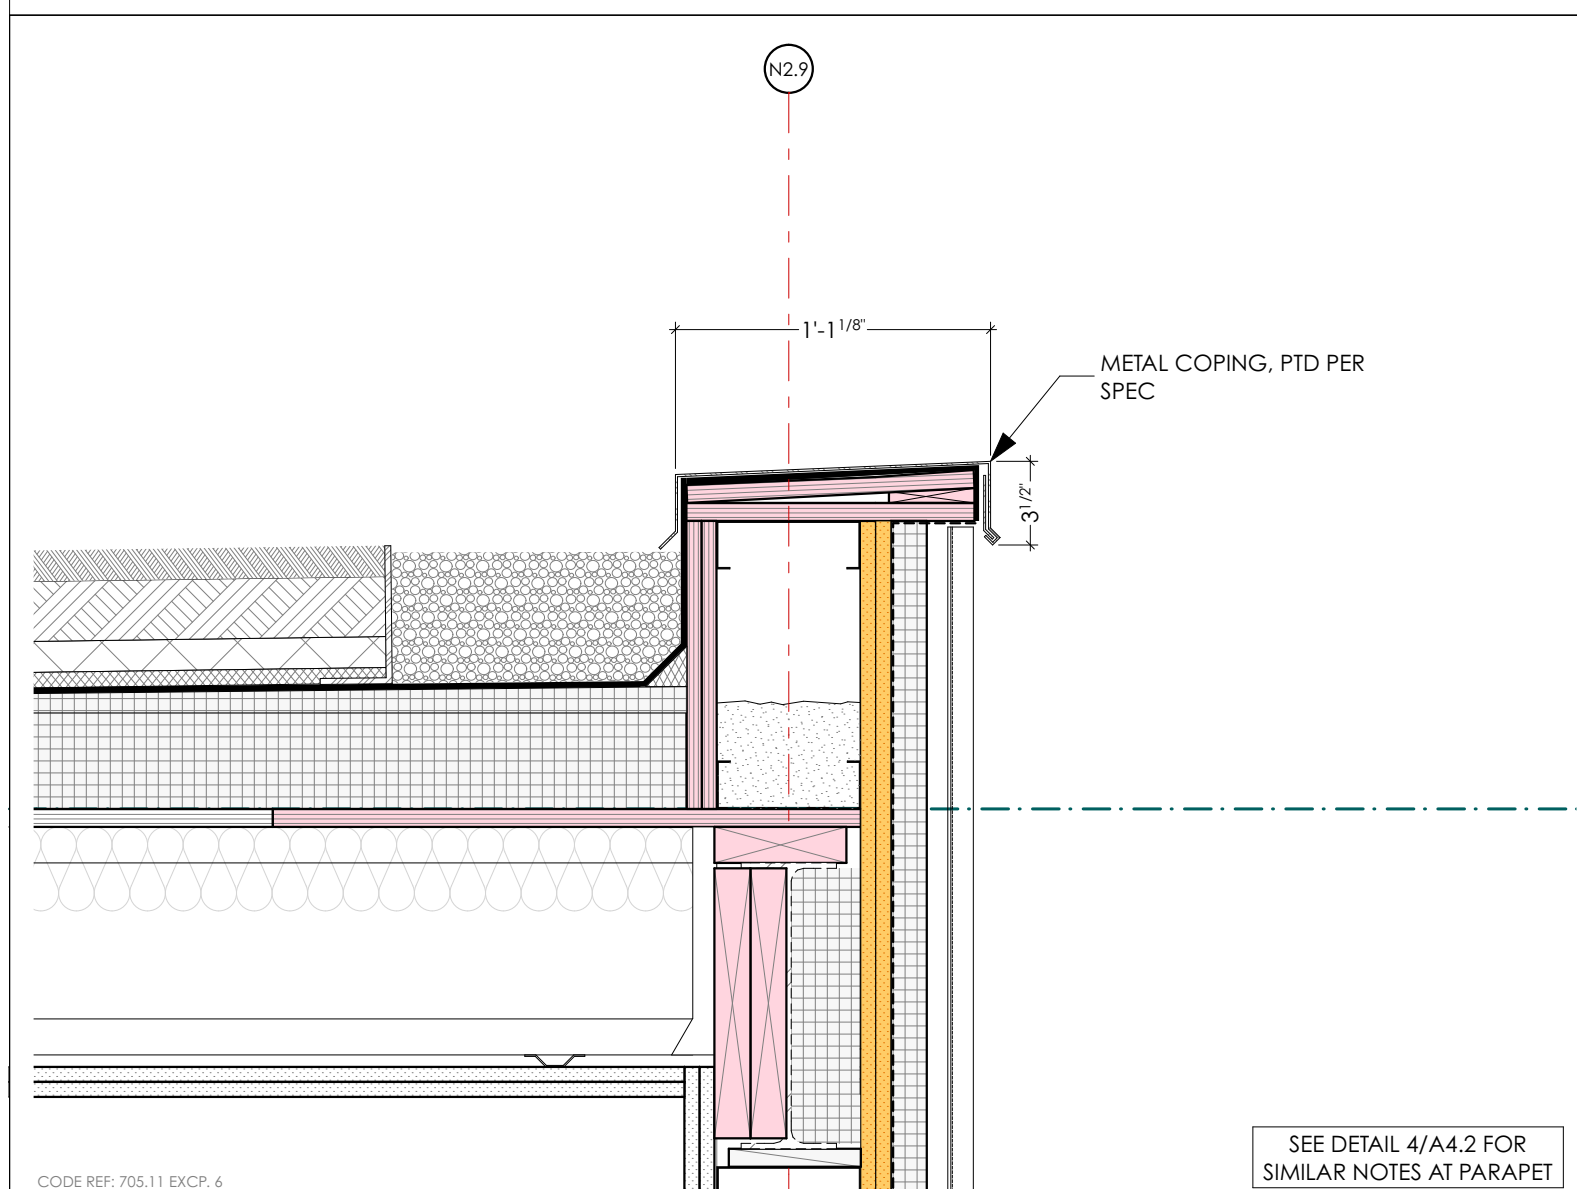 N2.9
1'-1 1/8"
METAL COPING, PTD PER
SPEC
3 1/2"
SEE DETAIL 4/A4.2 FOR
SIMILAR NOTES AT PARAPET
CODE REF: 705.11 EXCP. 6